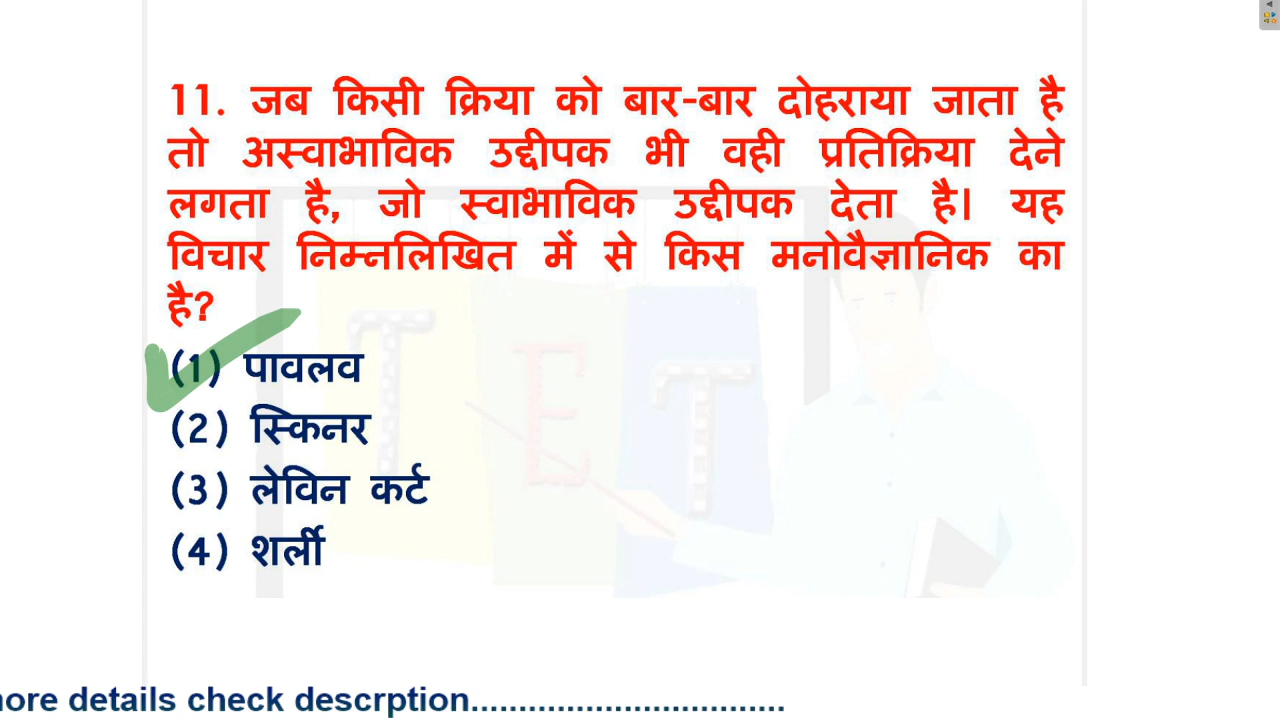 11. जब किसी क्रिया को बार-बार दोहराया जाता है
तो अस्वाभाविक उद्दीपक भी वही प्रतिक्रिया देने
लगता है, जो स्वाभाविक उद्दीपक देता है। यह
विचार निम्नलिखित में से किस मनोवैज्ञानिक का
है?
(1) पावलव
(2) स्किनर
(3) लेविन कर्ट
(4) शर्ली
T E T
more details check descrption.................................